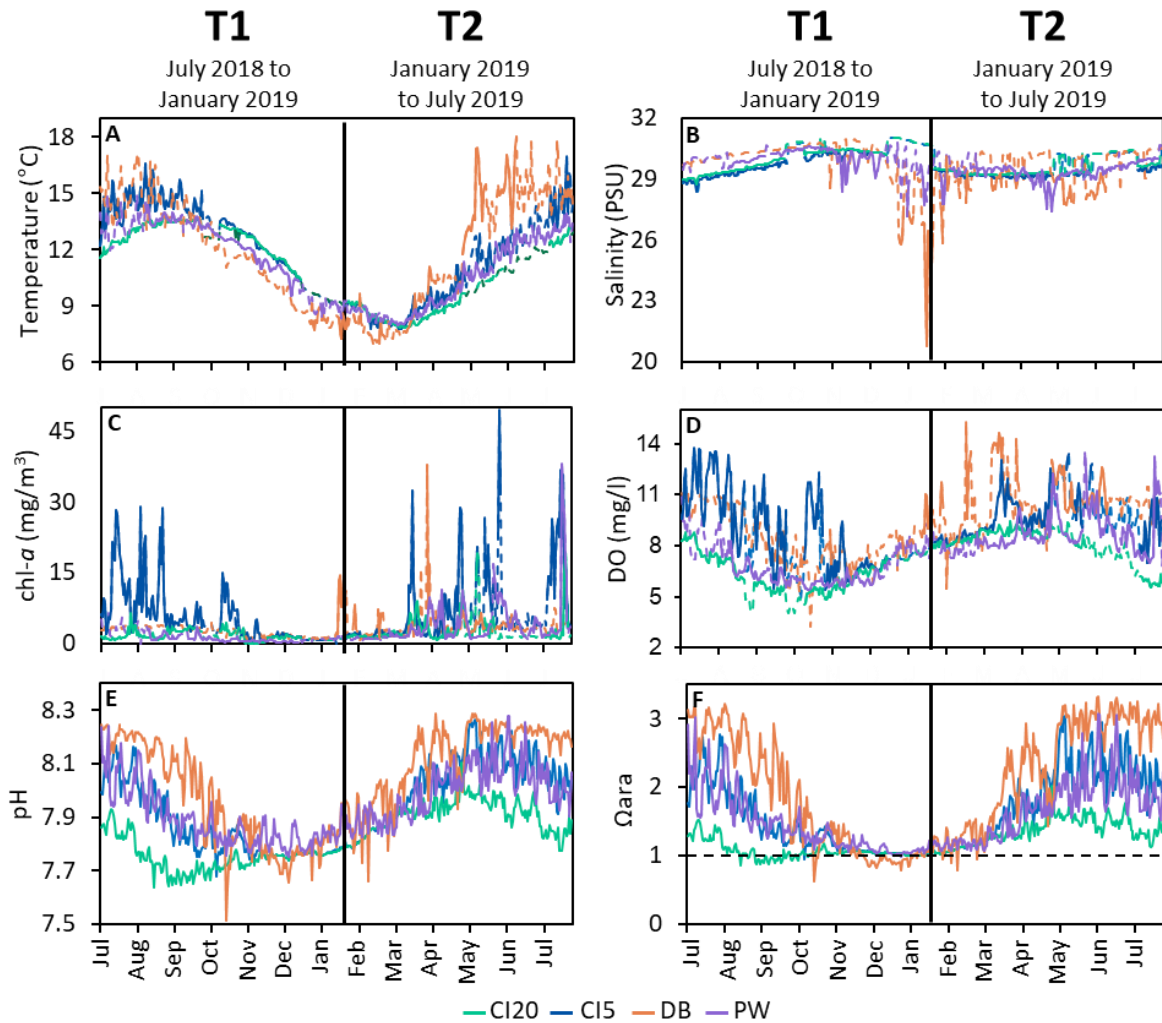 T1 T2 T1 T2
July 2018 to January 2019 July 2018 to January 2019
January 2019 to July 2019 January 2019 to July 2019
A
Temperature (°C)
18
15
12
9
6
B
Salinity (PSU)
32
29
26
23
20
C
chl-a (mg/m³)
45
30
15
0
D
DO (mg/l)
14
11
8
5
2
E
pH
8.3
8.1
7.9
7.7
7.5
Jul Aug Sep Oct Nov Dec Jan Feb Mar Apr May Jun Jul
F
Ωara
3
2
1
0
Jul Aug Sep Oct Nov Dec Jan Feb Mar Apr May Jun Jul
CI20 CI5 DB PW